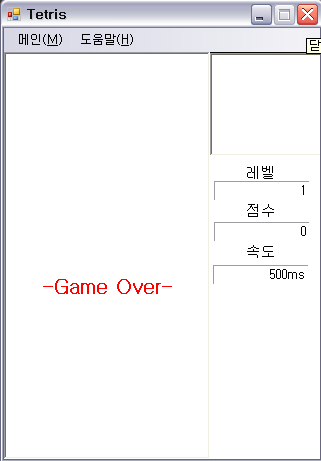 Tetris
메인(M) 도움말(H)
레벨
1
점수
0
속도
500ms
-Game Over-